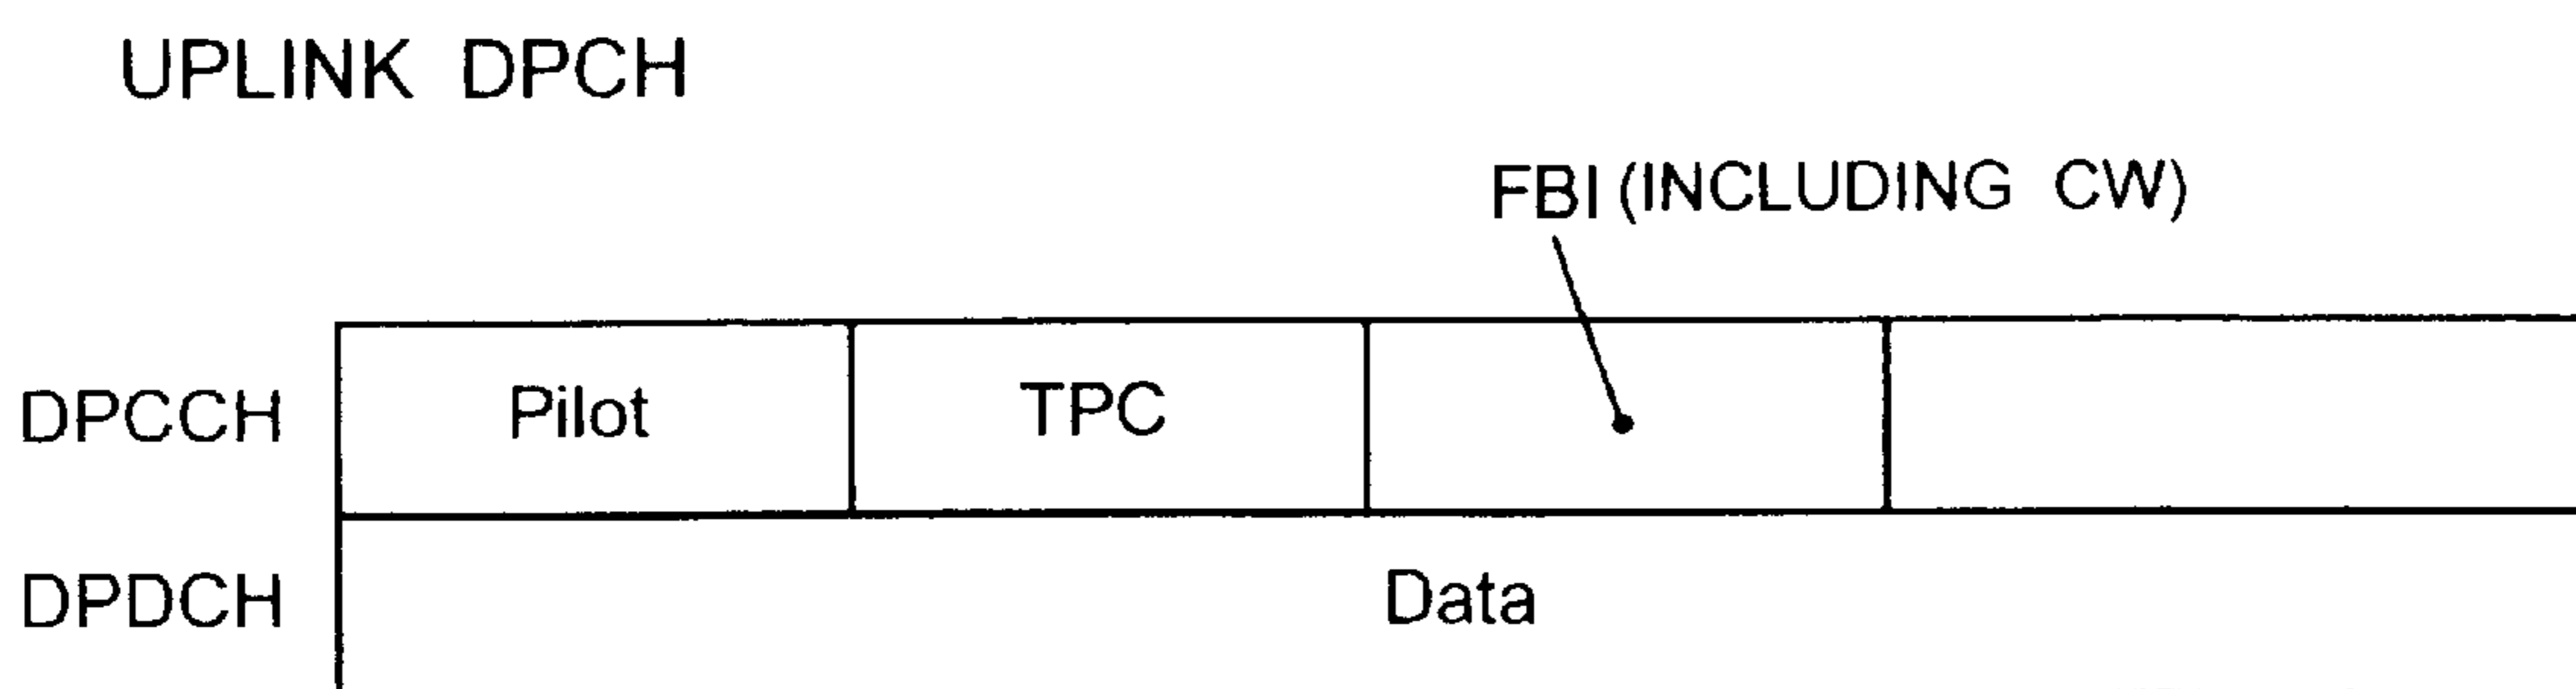 UPLINK DPCH
FBI (INCLUDING CW)
DPCCH Pilot TPC
DPDCH Data